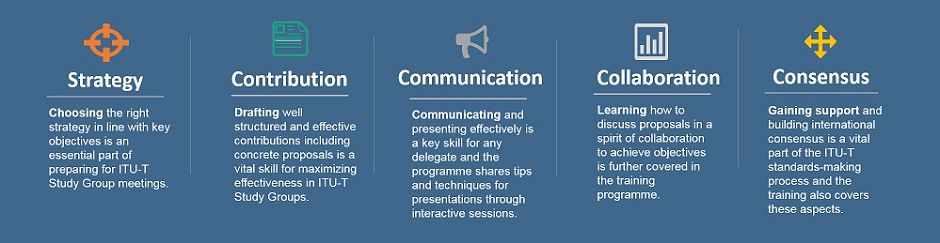 Strategy
Choosing the right
strategy in line with key
objectives is an
essential part of
preparing for ITU-T
Study Group meetings.
Contribution
Drafting well
structured and effective
contributions including
concrete proposals is a
vital skill for maximizing
effectiveness in ITU-T
Study Groups.
Communication
Communicating and
presenting effectively is
a key skill for any
delegate and the
programme shares tips
and techniques for
presentations through
interactive sessions.
Collaboration
Learning how to
discuss proposals in a
spirit of collaboration
to achieve objectives
is further covered in
the training
programme.
Consensus
Gaining support and
building international
consensus is a vital
part of the ITU-T
standards-making
process and the
training also covers
these aspects.